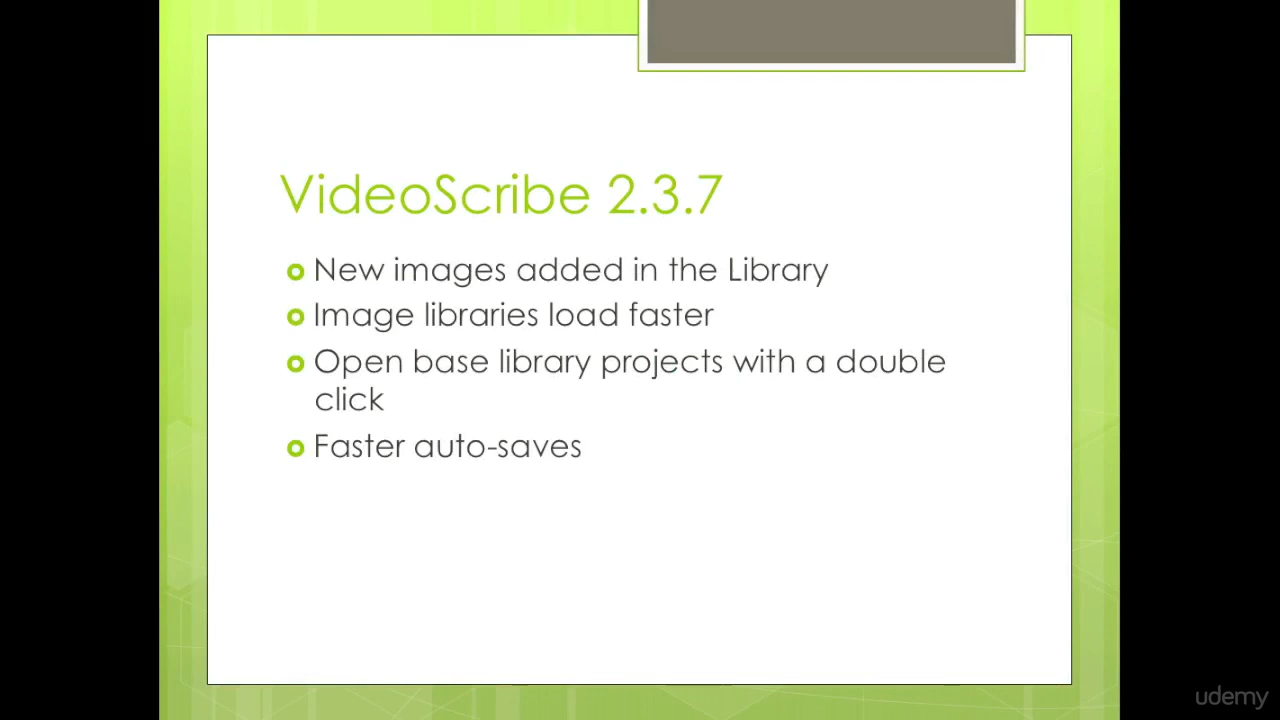 VideoScribe 2.3.7
New images added in the Library
Image libraries load faster
Open base library projects with a double
click
Faster auto-saves
udemy